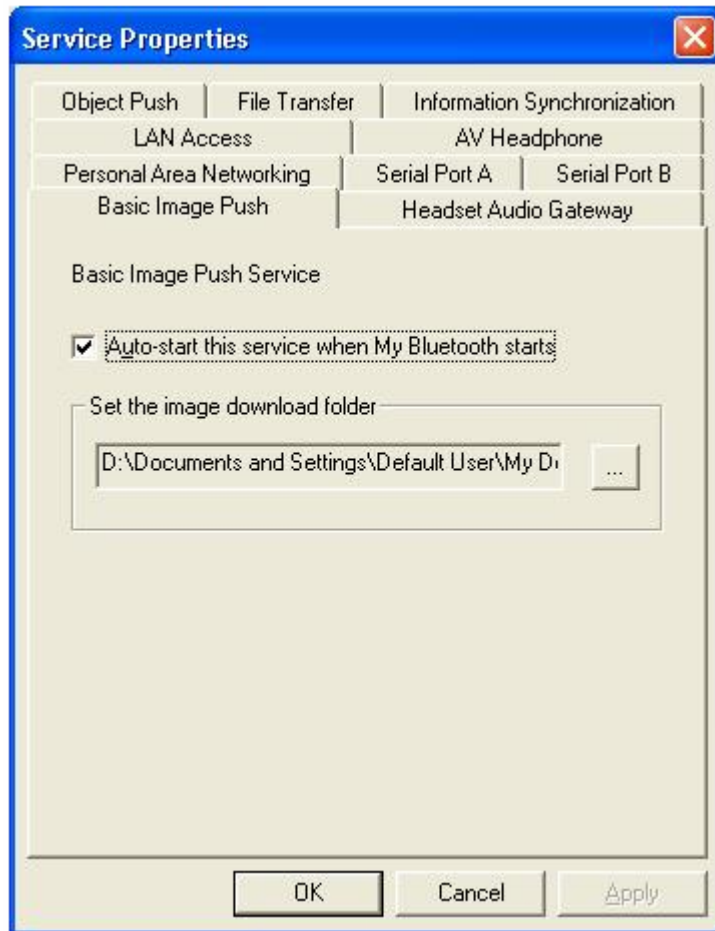 Service Properties
Object Push File Transfer Information Synchronization
LAN Access AV Headphone
Personal Area Networking Serial Port A Serial Port B
Basic Image Push Headset Audio Gateway
Basic Image Push Service
Auto-start this service when My Bluetooth starts
Set the image download folder
D:\Documents and Settings\Default User\My D
...
OK Cancel Apply